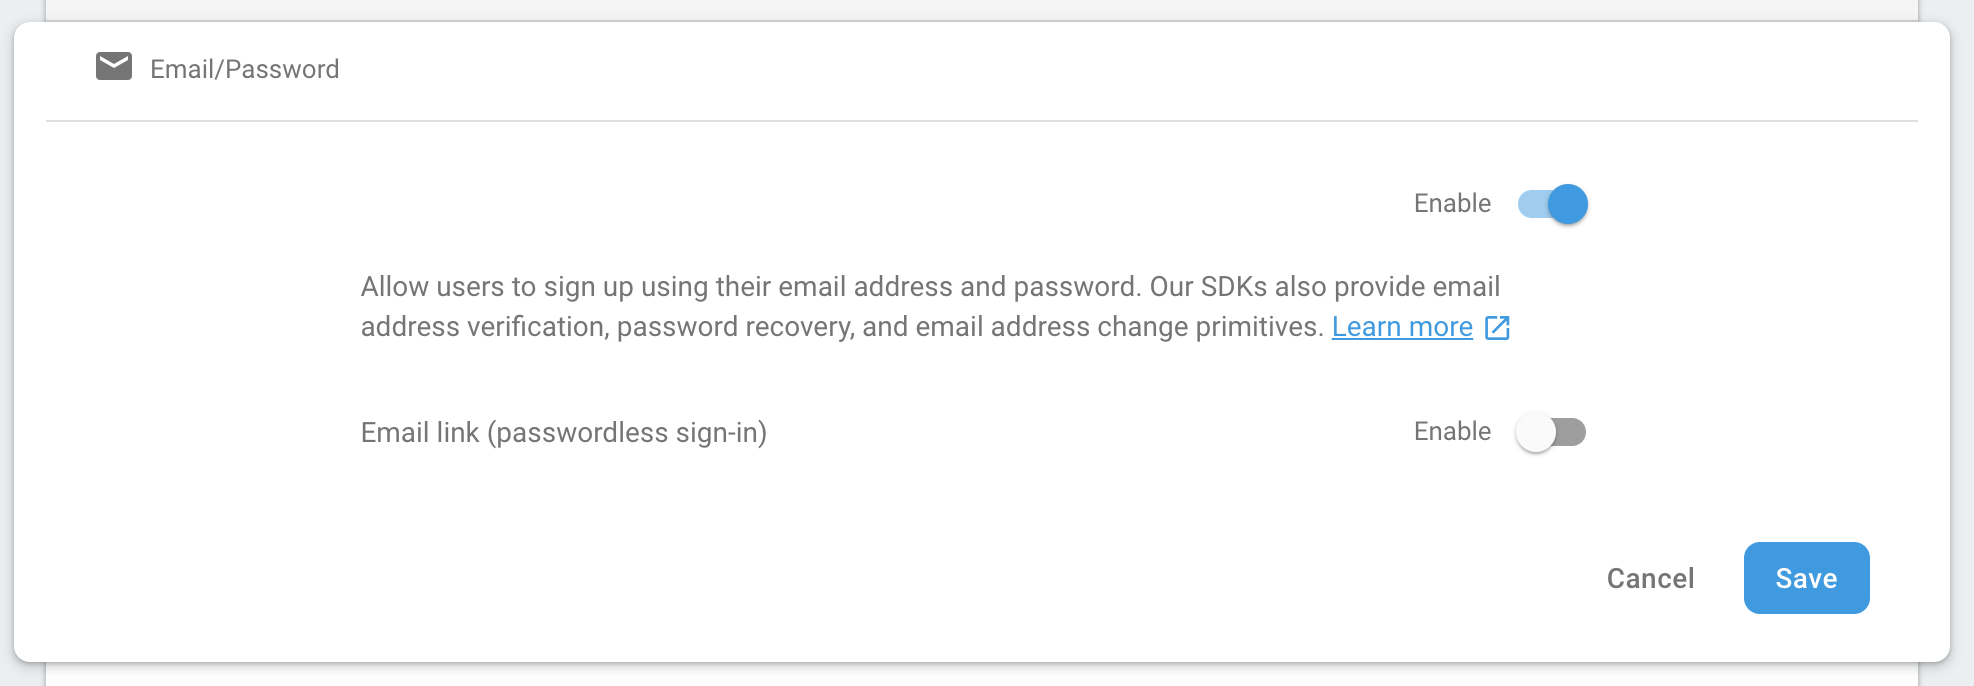 Email/Password
Enable
Allow users to sign up using their email address and password. Our SDKs also provide email
address verification, password recovery, and email address change primitives. Learn more
Email link (passwordless sign-in)
Enable
Cancel
Save